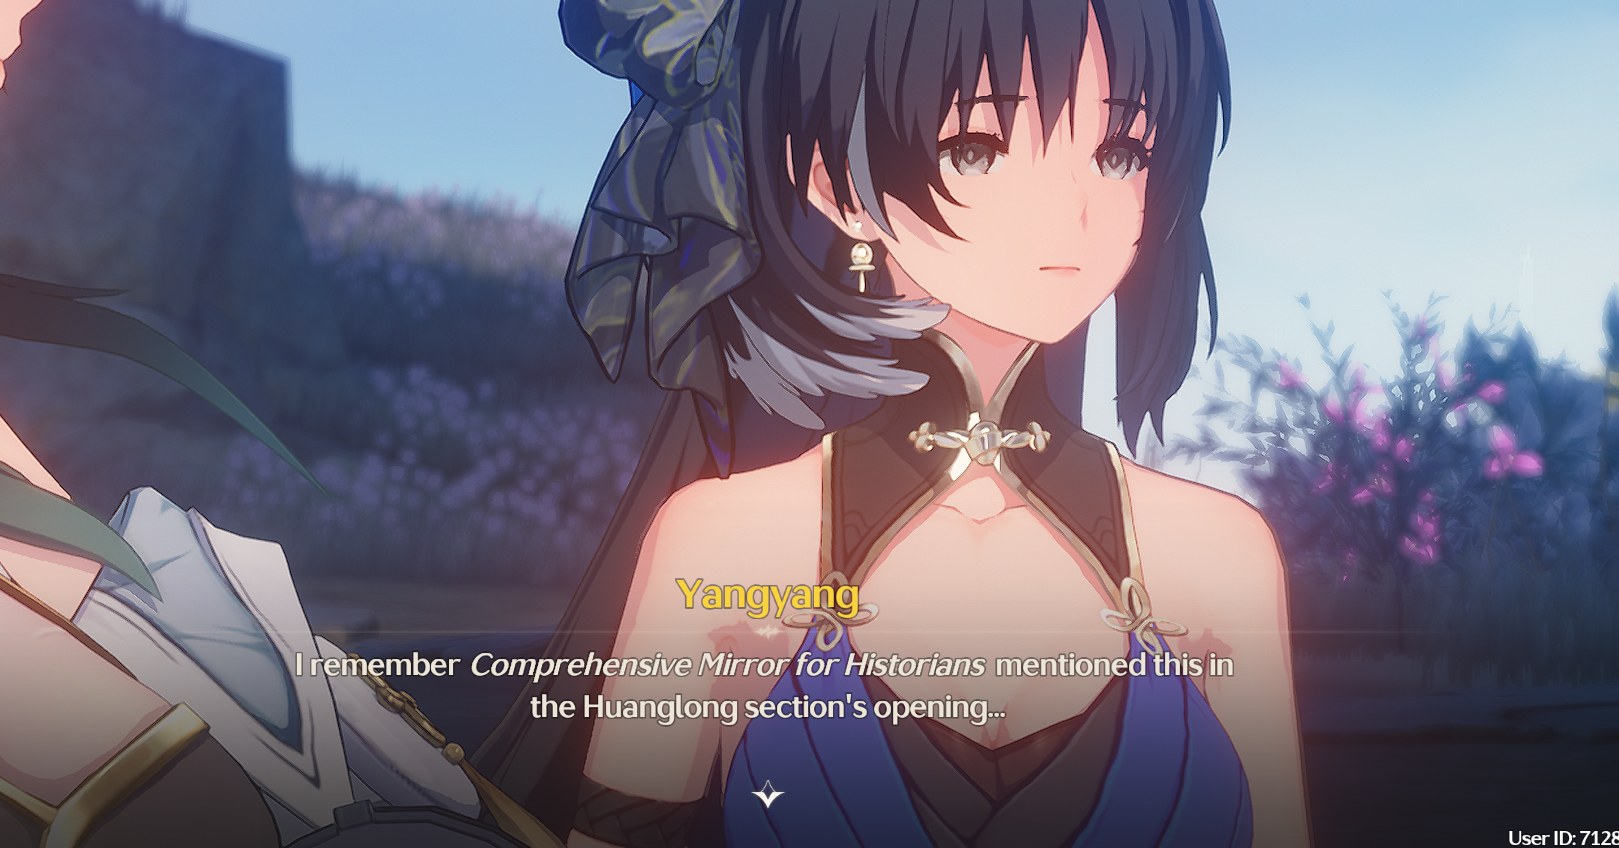 Yangyang
I remember Comprehensive Mirror for Historians mentioned this in
the Huanglong section's opening...
User ID: 7128